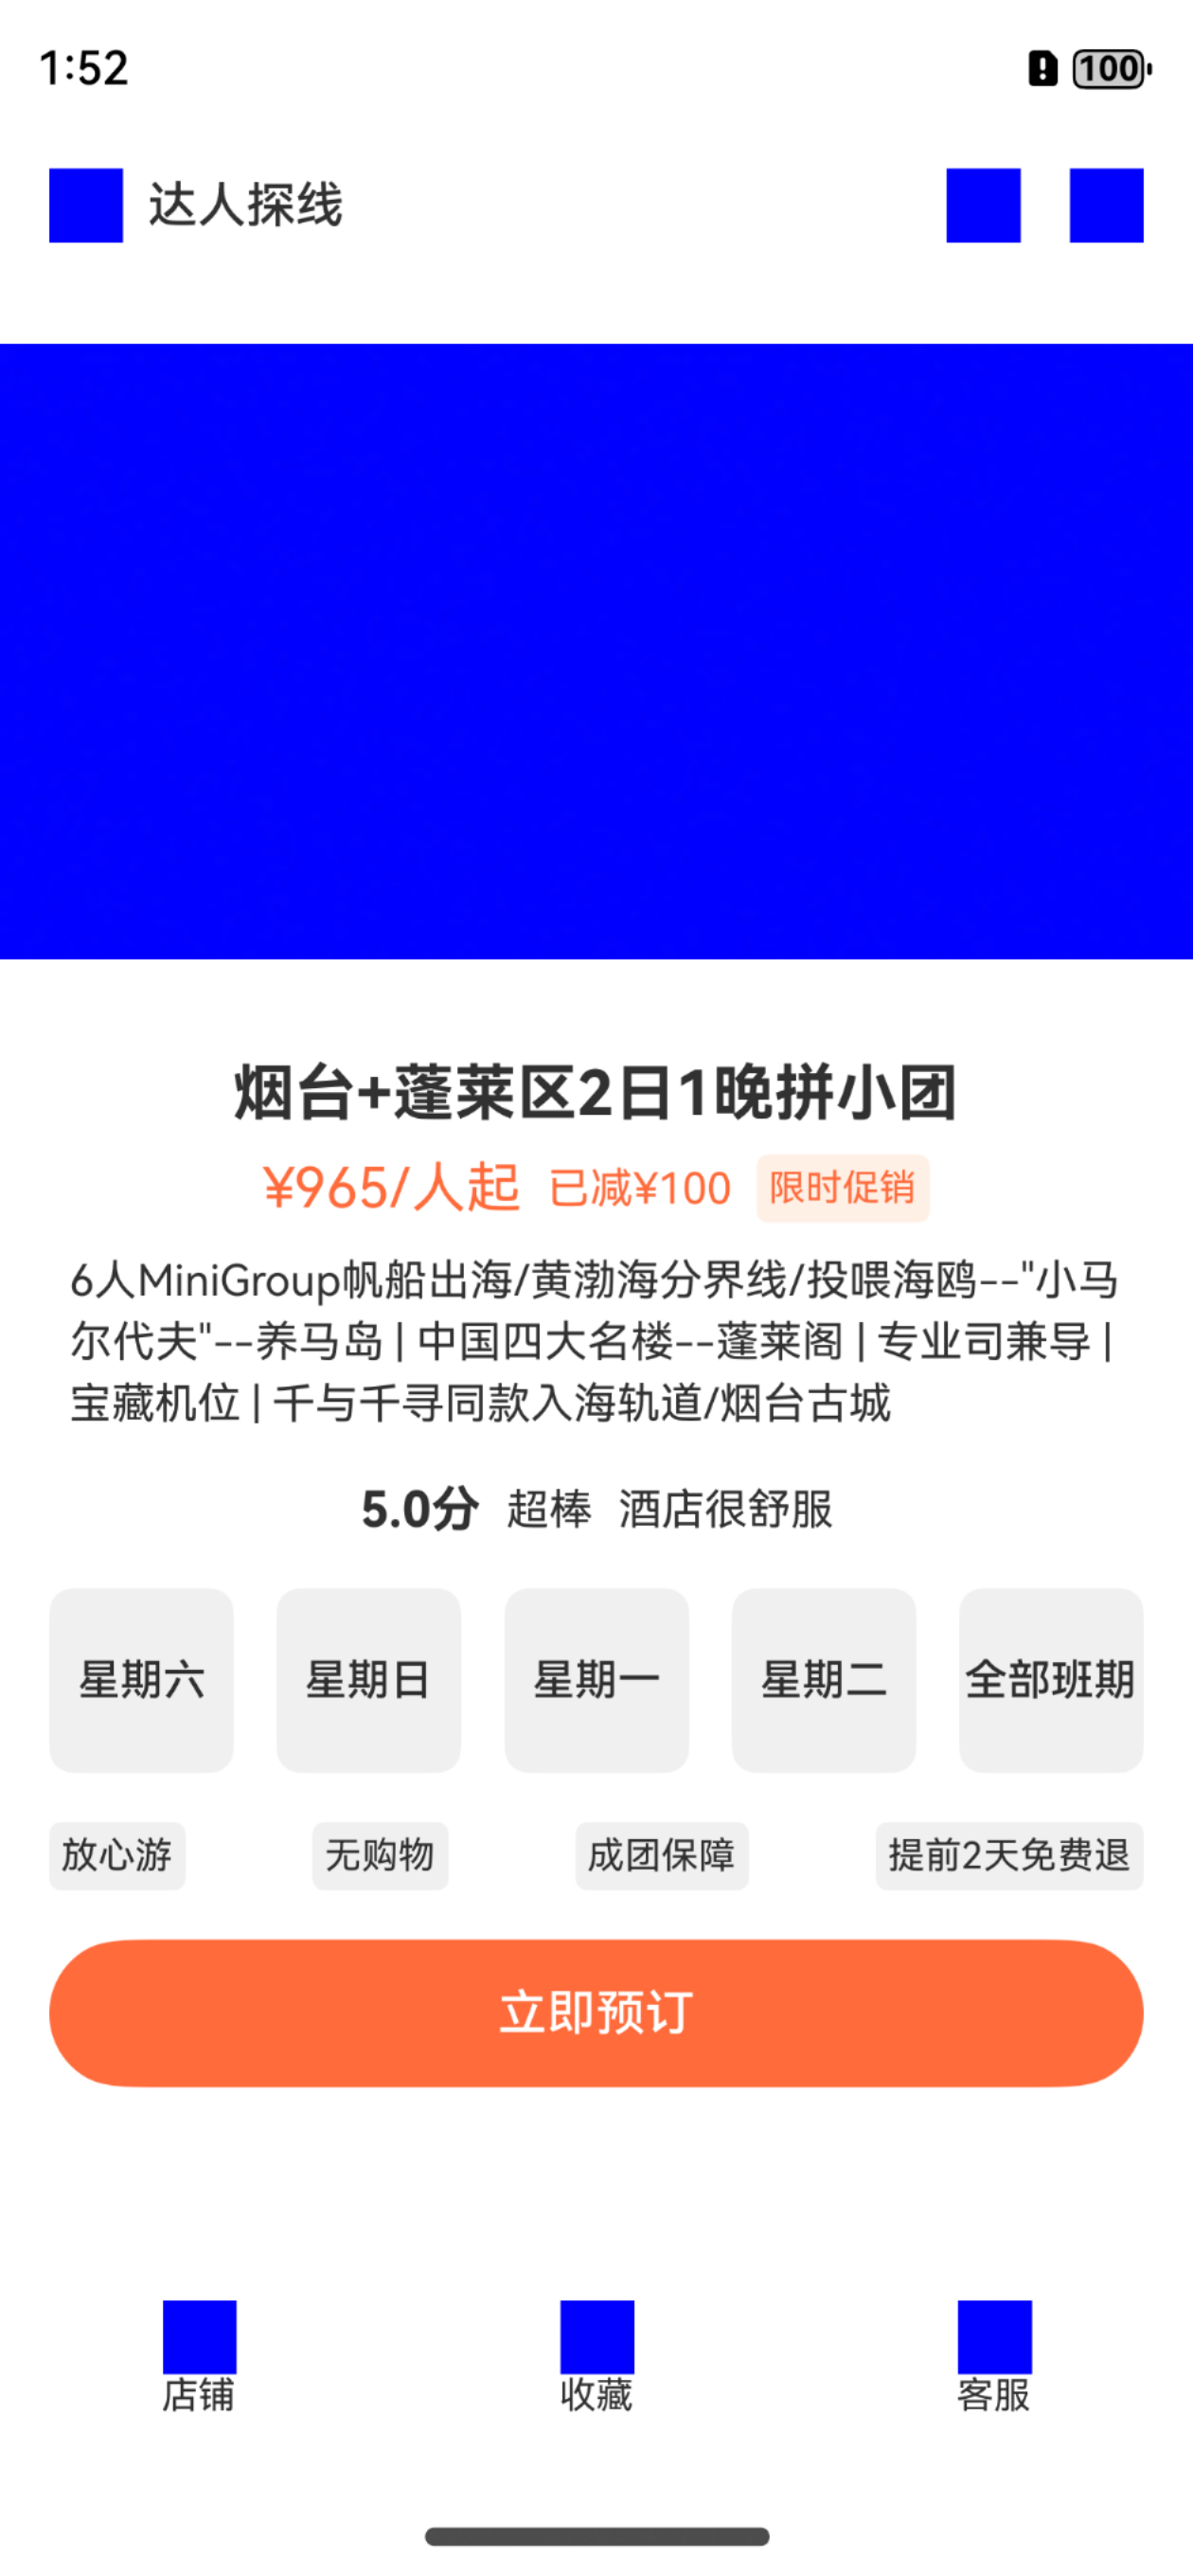 1:52
100
达人探线
烟台+蓬莱区2日1晚拼小团
¥965/人起 已减¥100 限时促销
6人MiniGroup帆船出海/黄渤海分界线/投喂海鸥--"小马
尔代夫"--养马岛 | 中国四大名楼--蓬莱阁 | 专业司兼导 |
宝藏机位 | 千与千寻同款入海轨道/烟台古城
5.0分 超棒 酒店很舒服
星期六 星期日 星期一 星期二 全部班期
放心游 无购物 成团保障 提前2天免费退
立即预订
店铺 收藏 客服